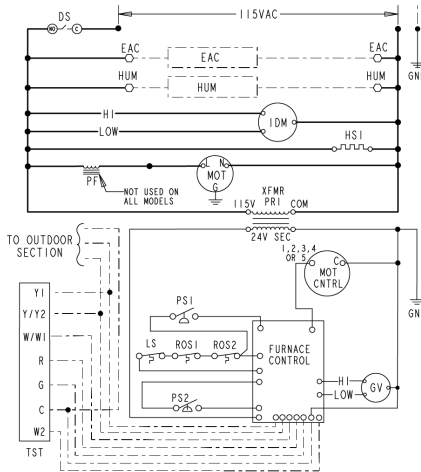 115VAC
DS
NO C
EAC EAC EAC
HUM HUM HUM
GN
HI
LOW
IDM
HSI
L N
MOT
G
PF
NOT USED ON
ALL MODELS
XFMR
115V PRI COM
24V SEC
TO OUTDOOR
SECTION
1,2,3,4
OR 5
C
MOT
CNTRL
GN
PS1
Y1
Y/Y2
LS ROS1 ROS2
FURNACE
CONTROL
W/W1
R
HI
LOW
GV
G
PS2
C
W2
TST